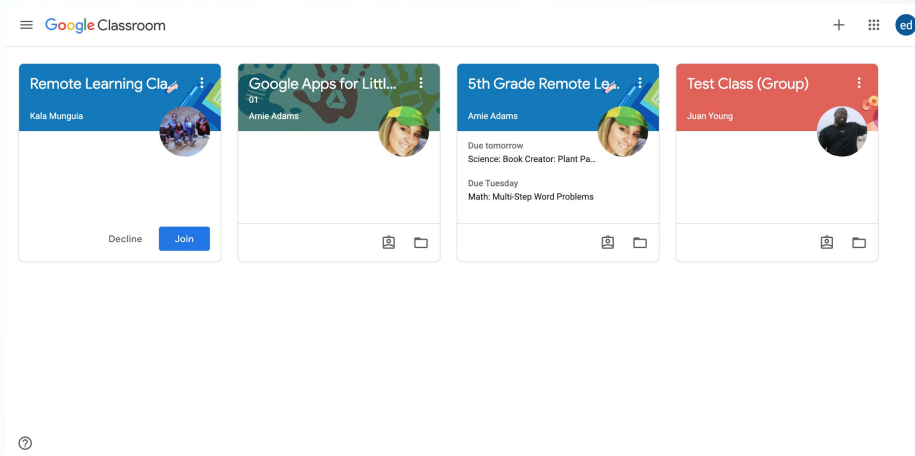 Google Classroom
ed
Remote Learning Cla
Kala Munguia
Decline
Join
Google Apps for Littl...
01
Amie Adams
5th Grade Remote Le...
Amie Adams
Due tomorrow
Science: Book Creator: Plant Pa...
Due Tuesday
Math: Multi-Step Word Problems
Test Class (Group)
Juan Young